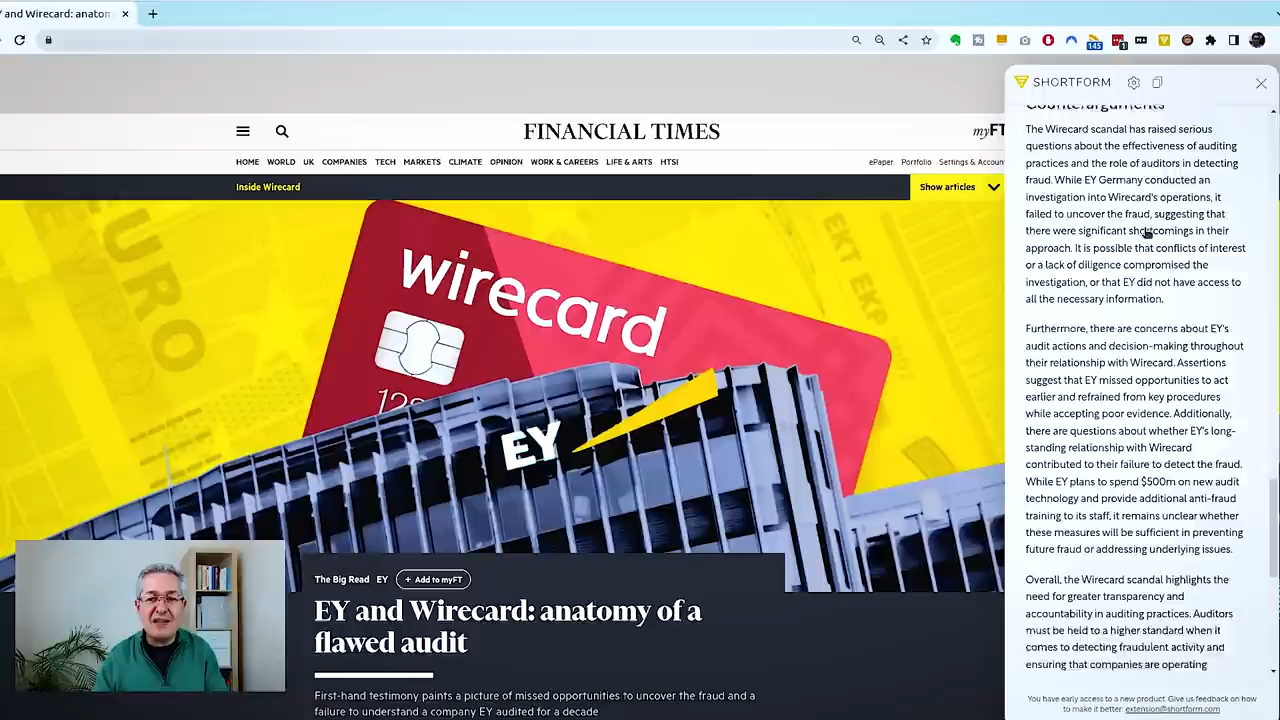 and Wirecard: anatom
145
1
SHORTFORM
FINANCIAL TIMES
myFT
HOME WORLD UK COMPANIES TECH MARKETS CLIMATE OPINION WORK & CAREERS LIFE & ARTS HTSI
ePaper Portfolio Settings & Accoun
Inside Wirecard
Show articles
EURO
EKT EXP
wirecard
EY
The Big Read EY + Add to myFT
EY and Wirecard: anatomy of a
flawed audit
First-hand testimony paints a picture of missed opportunities to uncover the fraud and a
failure to understand a company EY audited for a decade
Counterarguments
The Wirecard scandal has raised serious
questions about the effectiveness of auditing
practices and the role of auditors in detecting
fraud. While EY Germany conducted an
investigation into Wirecard's operations, it
failed to uncover the fraud, suggesting that
there were significant shortcomings in their
approach. It is possible that conflicts of interest
or a lack of diligence compromised the
investigation, or that EY did not have access to
all the necessary information.
Furthermore, there are concerns about EY's
audit actions and decision-making throughout
their relationship with Wirecard. Assertions
suggest that EY missed opportunities to act
earlier and refrained from key procedures
while accepting poor evidence. Additionally,
there are questions about whether EY's long-
standing relationship with Wirecard
contributed to their failure to detect the fraud.
While EY plans to spend $500m on new audit
technology and provide additional anti-fraud
training to its staff, it remains unclear whether
these measures will be sufficient in preventing
future fraud or addressing underlying issues.
Overall, the Wirecard scandal highlights the
need for greater transparency and
accountability in auditing practices. Auditors
must be held to a higher standard when it
comes to detecting fraudulent activity and
ensuring that companies are operating
You have early access to a new product. Give us feedback on how
to make it better: extension@shortform.com